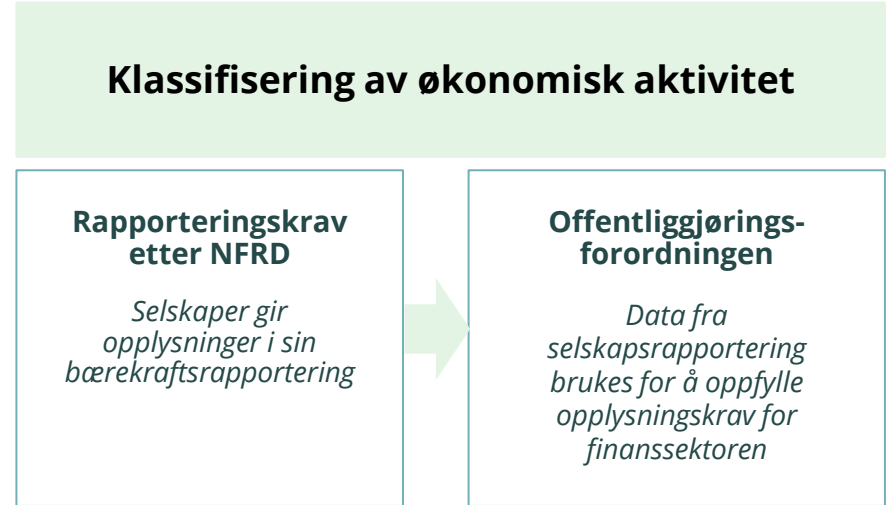 Klassifisering av økonomisk aktivitet
Rapporteringskrav
etter NFRD
Selskaper gir
opplysninger i sin
bærekraftsrapportering
Offentliggjørings-
forordningen
Data fra
selskapsrapportering
brukes for å oppfylle
opplysningskrav for
finanssektoren